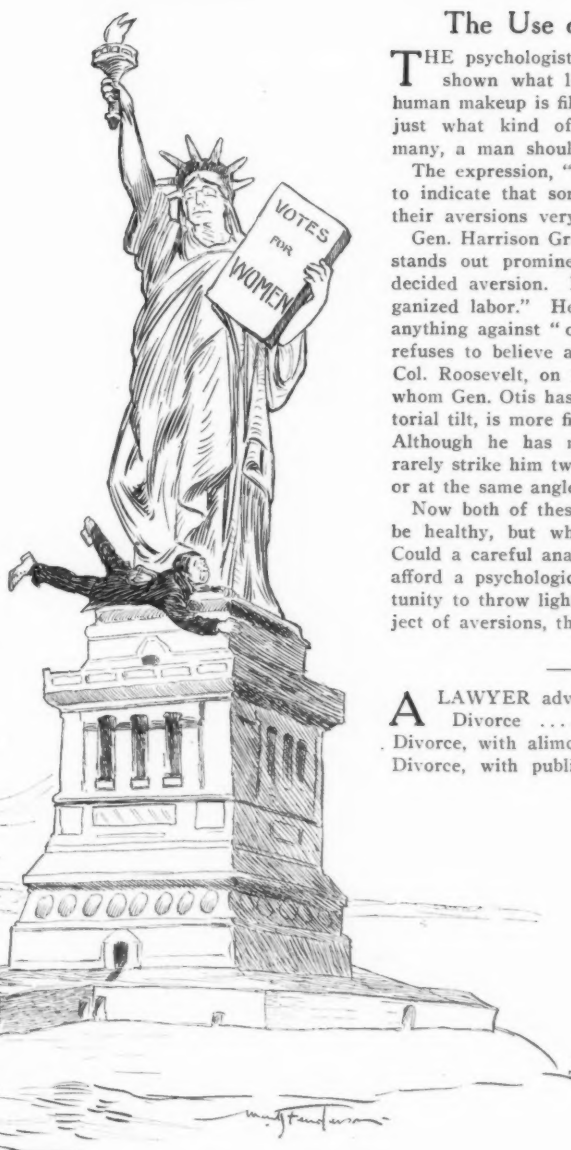 VOTES
FOR
WOMEN
The Use o
THE psychologist
shown what l
human makeup is fil
just what kind of
many, a man shoul
The expression, "
to indicate that sor
their aversions very
Gen. Harrison Gr
stands out promine
decided aversion.
ganized labor." He
anything against "o
refuses to believe a
Col. Roosevelt, on
whom Gen. Otis has
torial tilt, is more fi
Although he has n
rarely strike him tw
or at the same angle
Now both of thes
be healthy, but wh
Could a careful ana
afford a psychologic
tunity to throw light
ject of aversions, th
A LAWYER adv
Divorce ....
Divorce, with alimo
Divorce, with publi